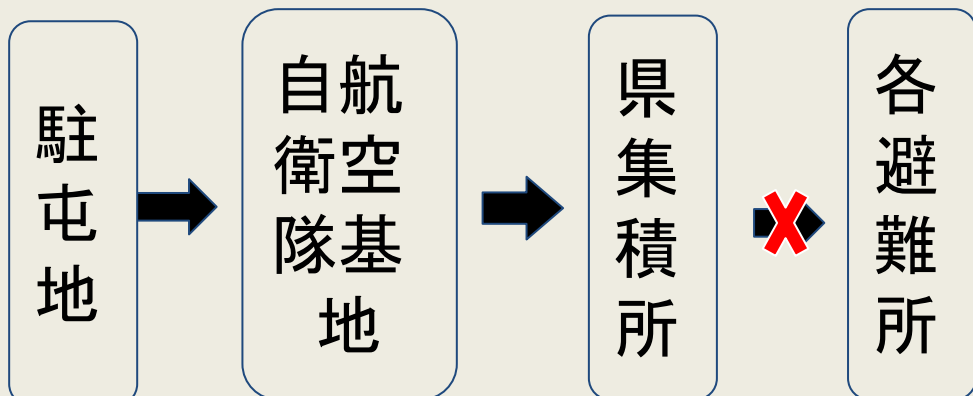 駐屯地
自衛隊
航空基地
県集積所
各避難所